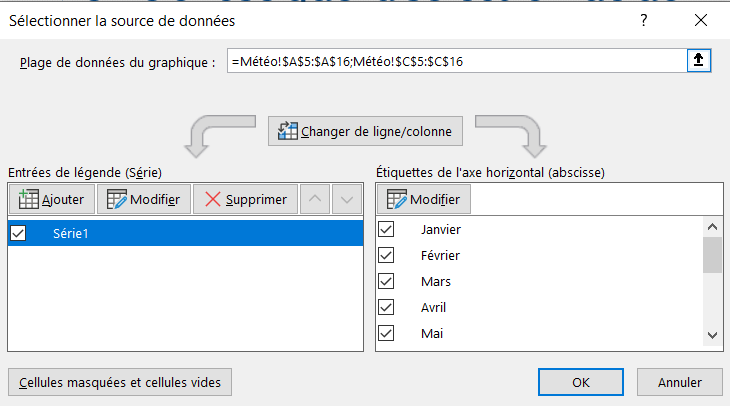 Sélectionner la source de données
?
Plage de données du graphique :
=Météo!$A$5:$A$16;Météo!$C$5:$C$16
Changer de ligne/colonne
Entrées de légende (Série)
Ajouter
Modifier
Supprimer
Série1
Étiquettes de l'axe horizontal (abscisse)
Modifier
Janvier
Février
Mars
Avril
Mai
Cellules masquées et cellules vides
OK
Annuler